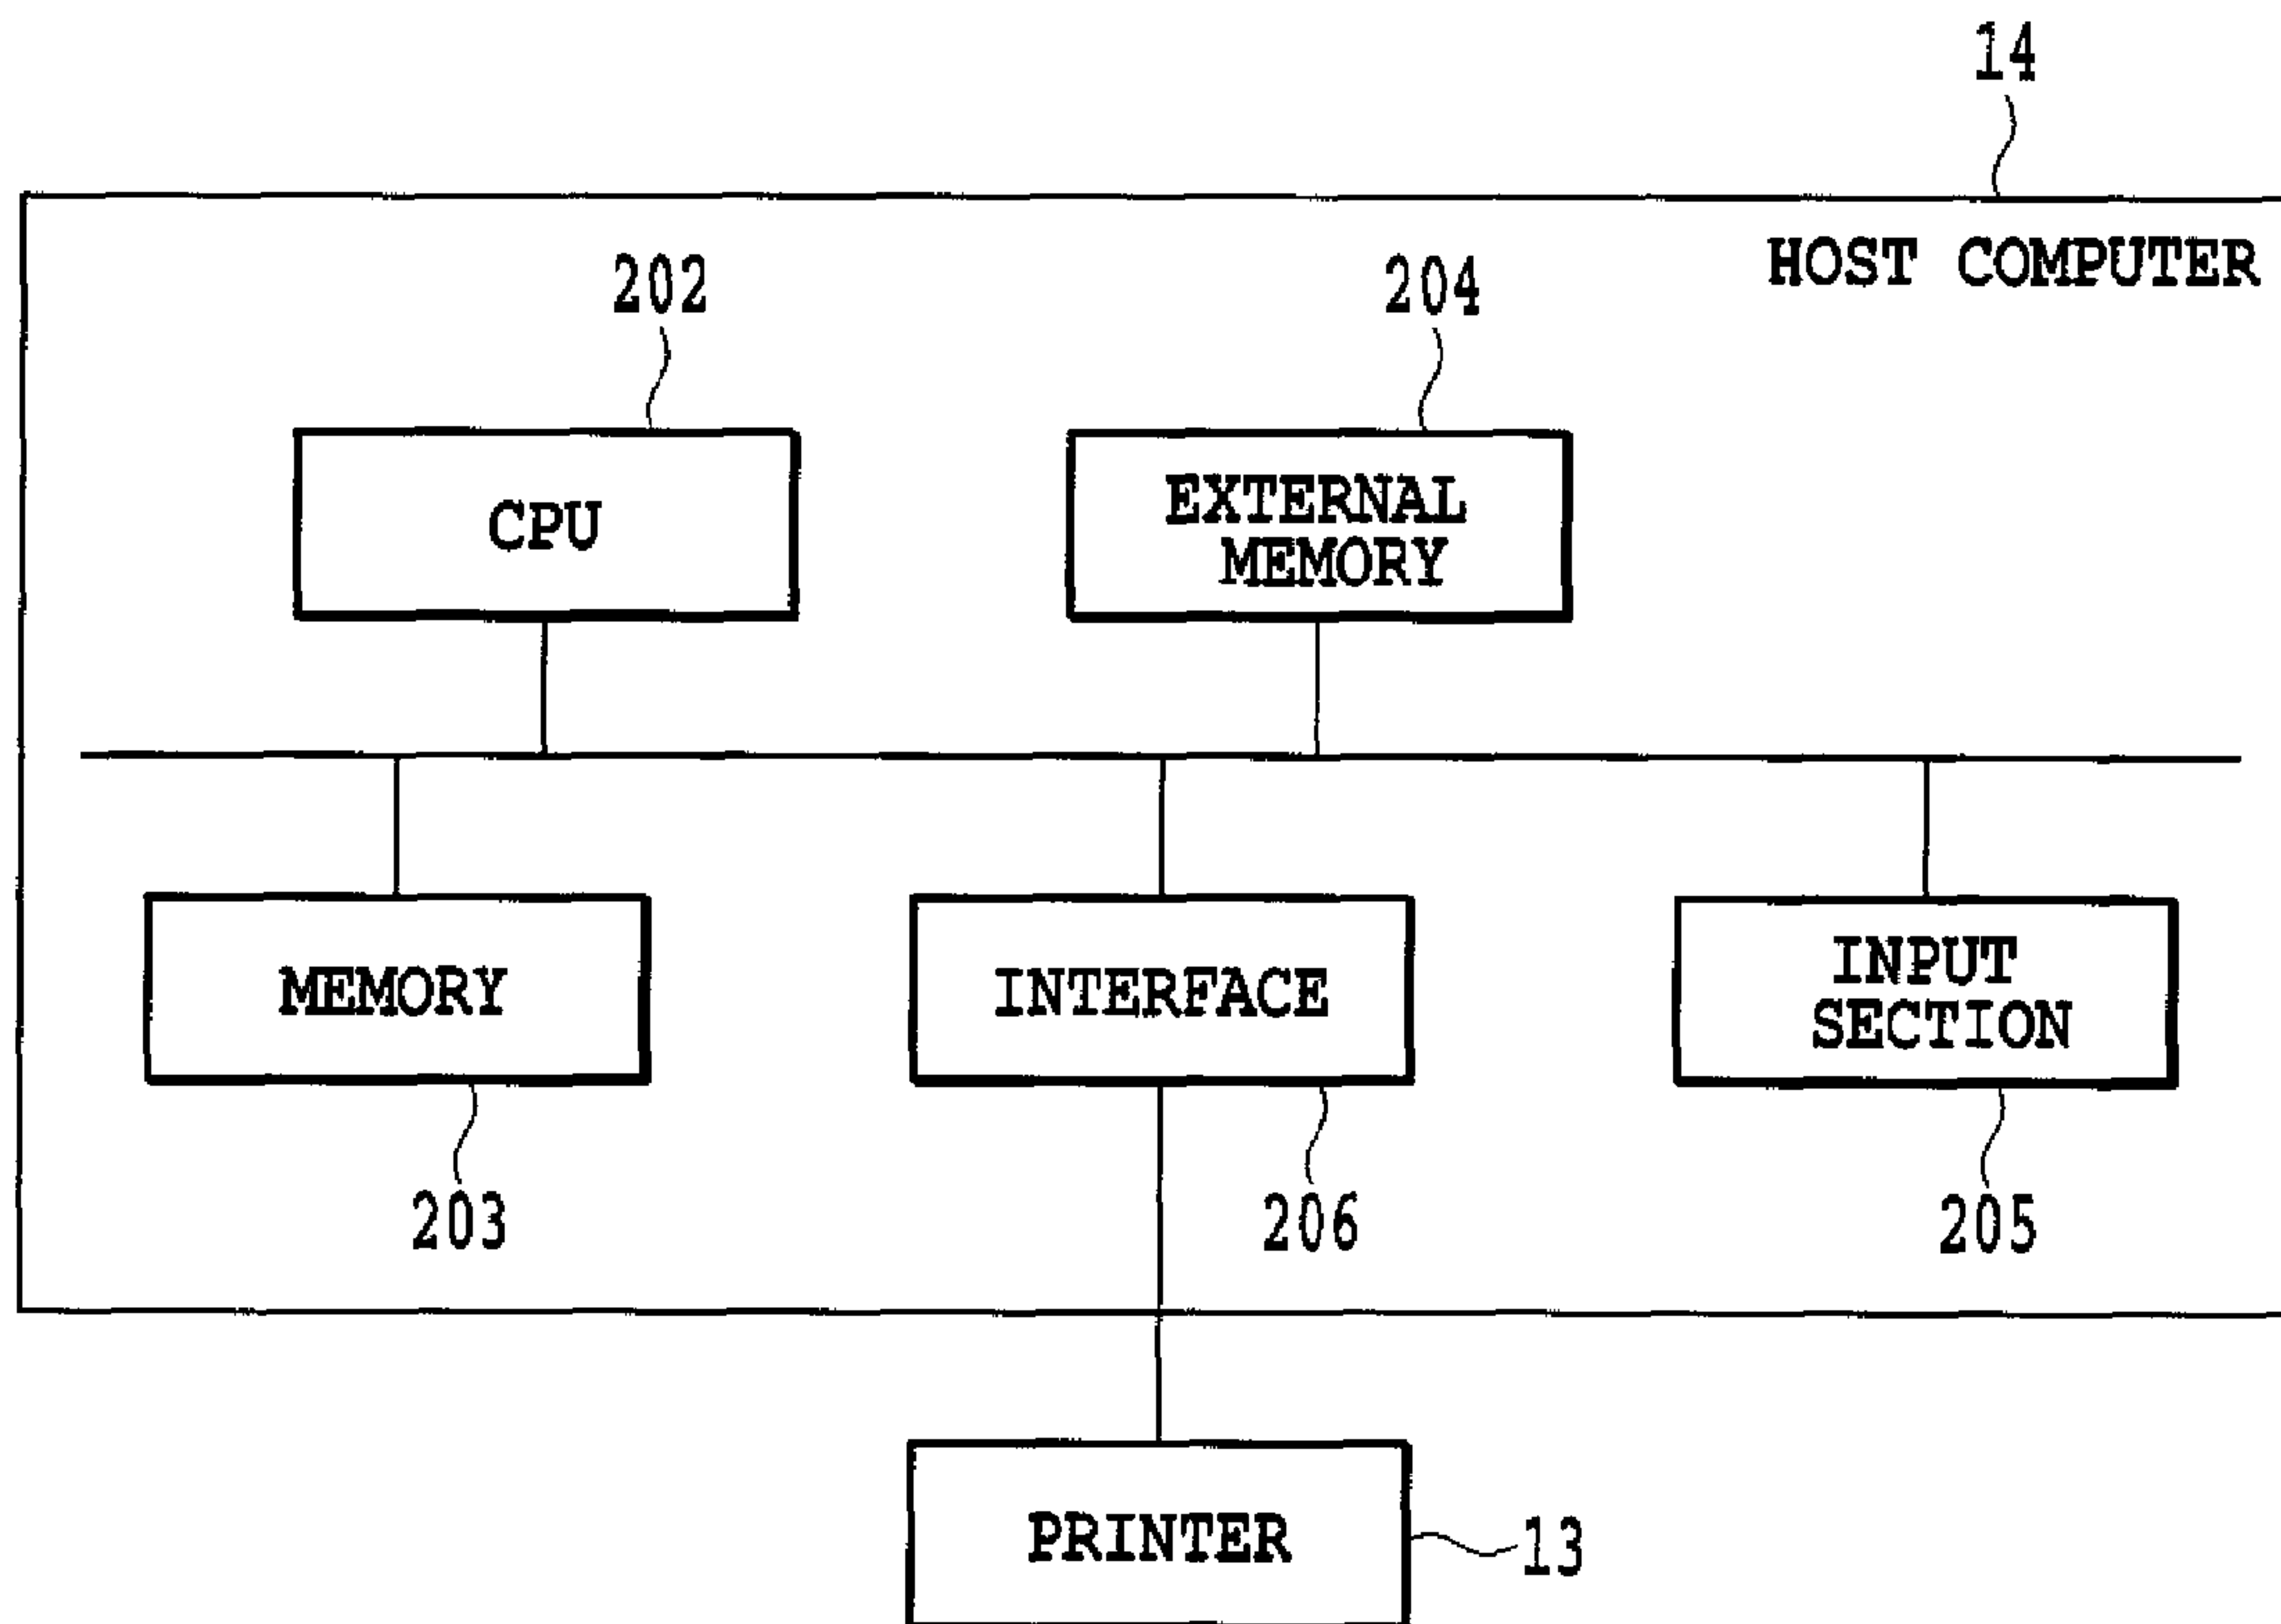 14
HOST COMPUTER
202
204
CPU
EXTERNAL
MEMORY
MEMORY
INTERFACE
INPUT
SECTION
203
206
205
PRINTER
13